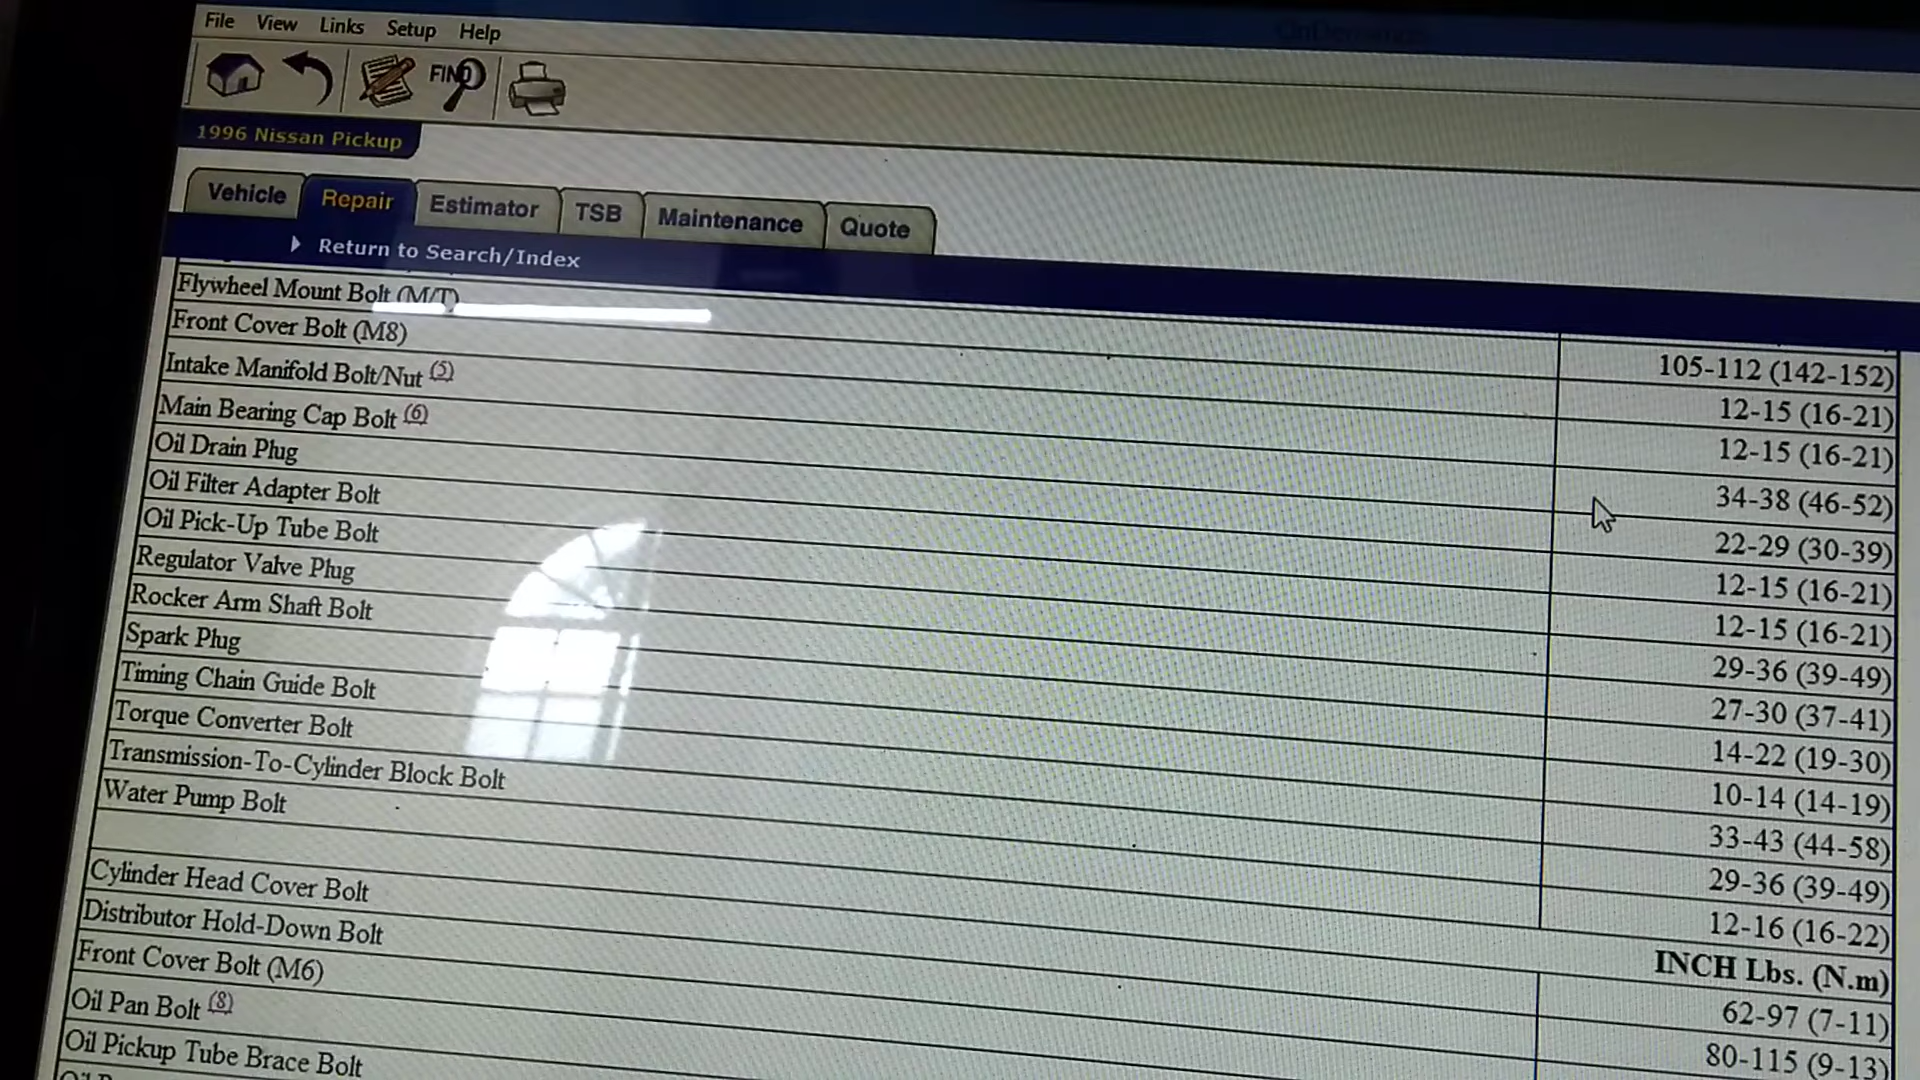 File View Links Setup Help
FIND
1996 Nissan Pickup
Vehicle Repair Estimator TSB Maintenance Quote
Return to Search/Index
Flywheel Mount Bolt (M/T) 105-112 (142-152)
Front Cover Bolt (M8) 12-15 (16-21)
Intake Manifold Bolt/Nut (5) 12-15 (16-21)
Main Bearing Cap Bolt (6) 34-38 (46-52)
Oil Drain Plug 22-29 (30-39)
Oil Filter Adapter Bolt 12-15 (16-21)
Oil Pick-Up Tube Bolt 12-15 (16-21)
Regulator Valve Plug 29-36 (39-49)
Rocker Arm Shaft Bolt 27-30 (37-41)
Spark Plug 14-22 (19-30)
Timing Chain Guide Bolt 10-14 (14-19)
Torque Converter Bolt 33-43 (44-58)
Transmission-To-Cylinder Block Bolt 29-36 (39-49)
Water Pump Bolt 12-16 (16-22)
INCH Lbs. (N.m)
Cylinder Head Cover Bolt 62-97 (7-11)
Distributor Hold-Down Bolt 80-115 (9-13)
Front Cover Bolt (M6)
Oil Pan Bolt (8)
Oil Pickup Tube Brace Bolt